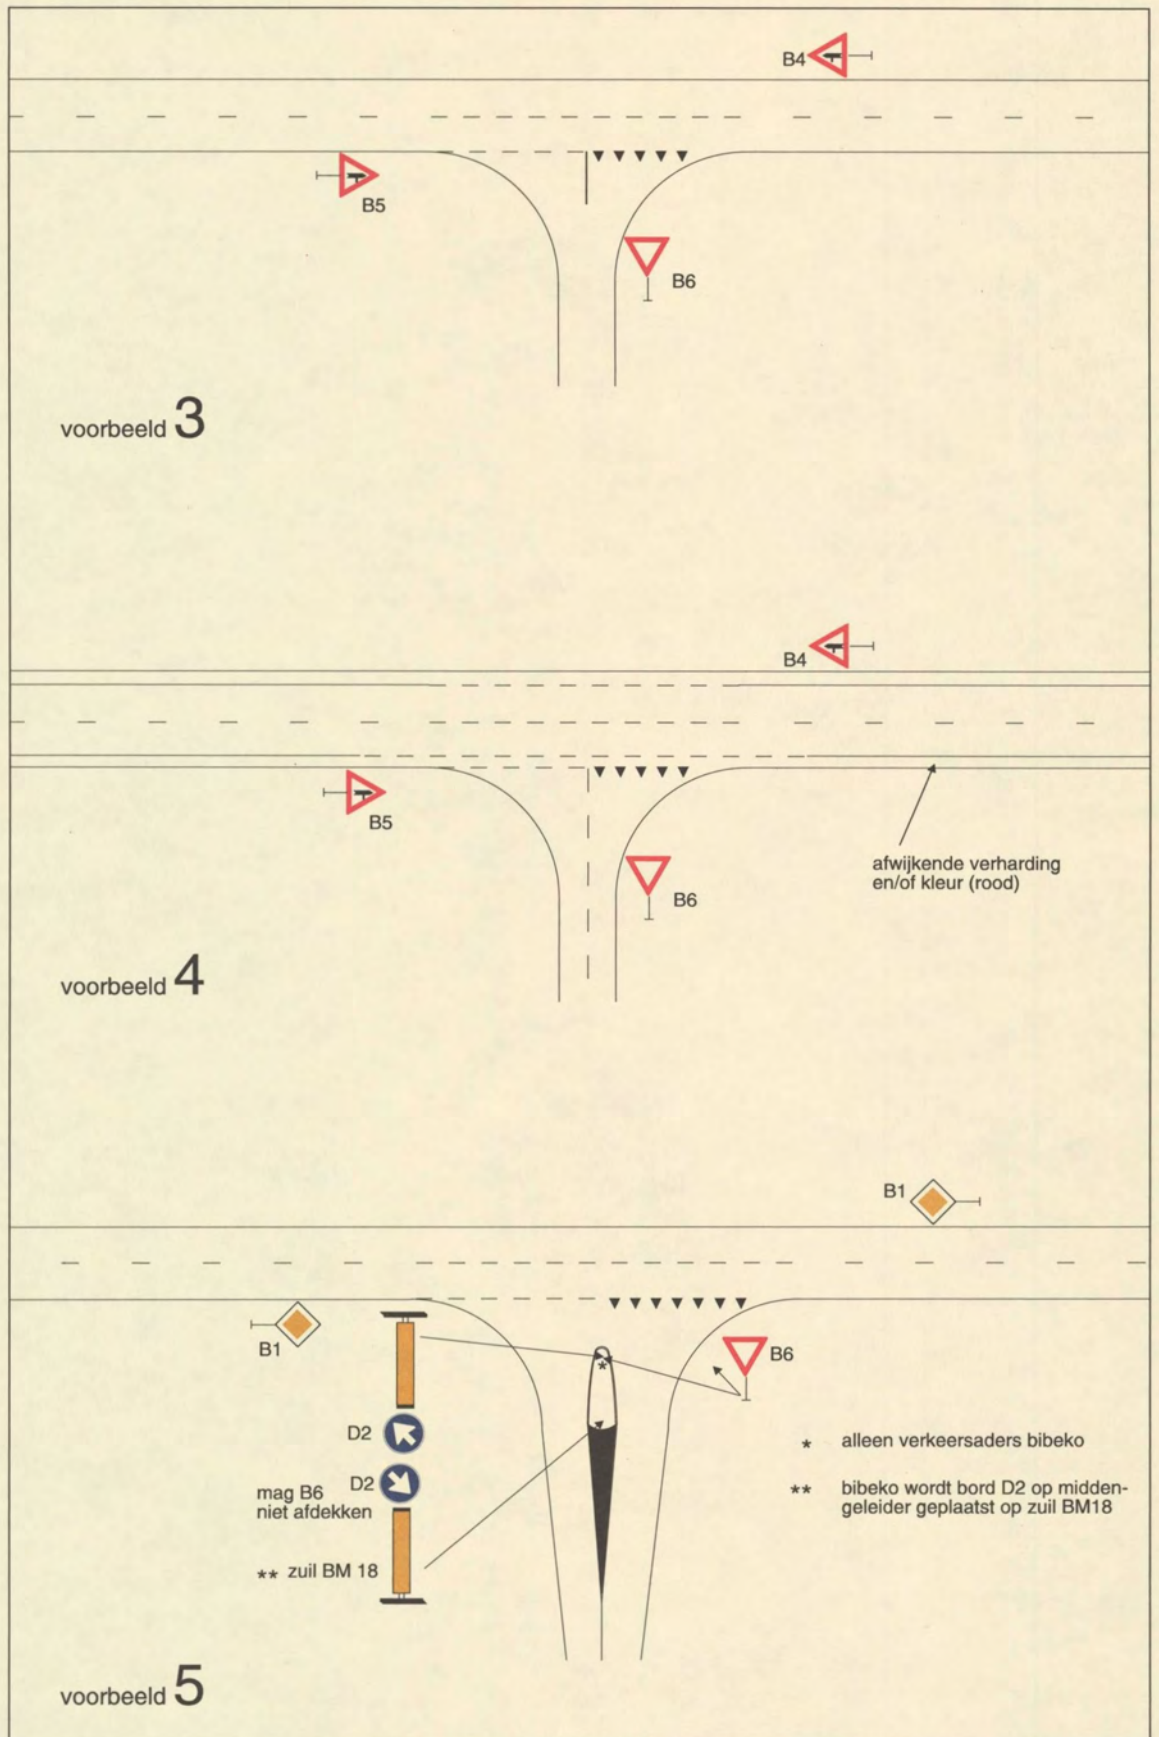 B4
B5
B6
voorbeeld 3
B4
B5
B6
afwijkende verharding
en/of kleur (rood)
voorbeeld 4
B1
B1
B6
*
D2
D2
mag B6
niet afdekken
** zuil BM 18
* alleen verkeersaders bibeko
** bibeko wordt bord D2 op midden-
geleider geplaatst op zuil BM18
voorbeeld 5